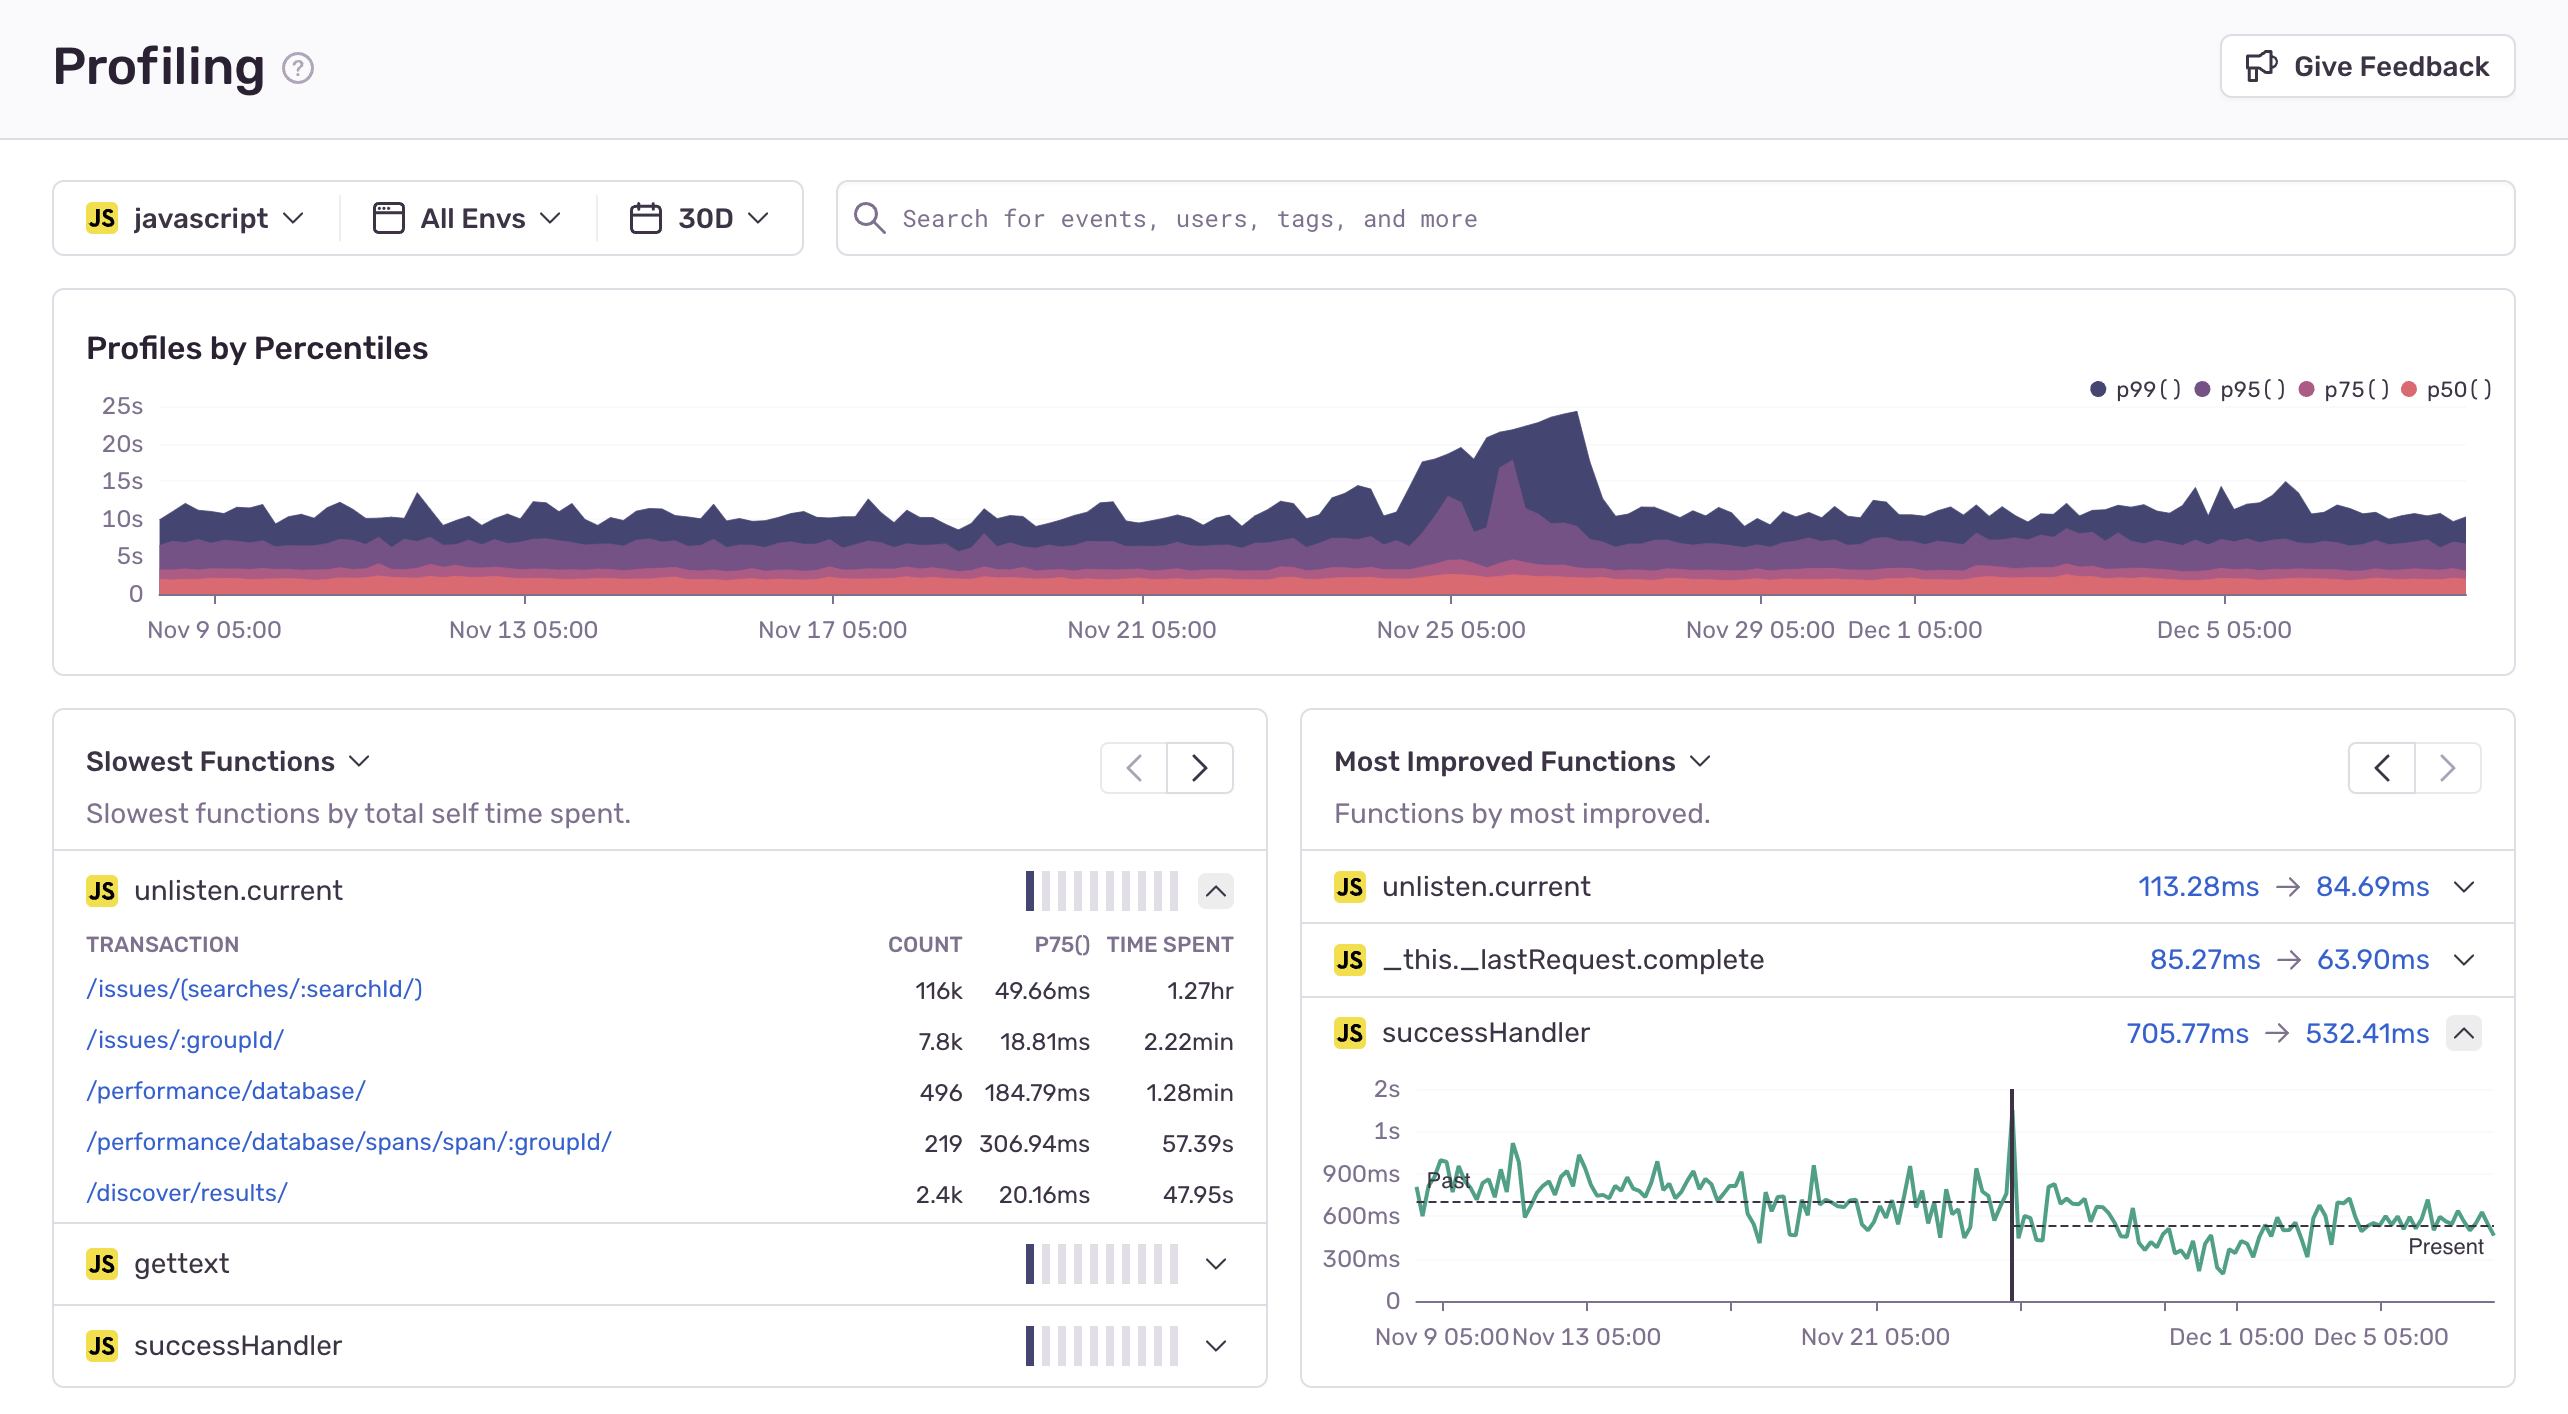 Profiling ?
Give Feedback
JS javascript
All Envs
30D
Search for events, users, tags, and more
Profiles by Percentiles
p99() p95() p75() p50()
25s
20s
15s
10s
5s
0
Nov 9 05:00 Nov 13 05:00 Nov 17 05:00 Nov 21 05:00 Nov 25 05:00 Nov 29 05:00 Dec 1 05:00 Dec 5 05:00
Slowest Functions
Slowest functions by total self time spent.
JS unlisten.current
TRANSACTION COUNT P75() TIME SPENT
/issues/(searches/:searchId/) 116k 49.66ms 1.27hr
/issues/:groupId/ 7.8k 18.81ms 2.22min
/performance/database/ 496 184.79ms 1.28min
/performance/database/spans/span/:groupId/ 219 306.94ms 57.39s
/discover/results/ 2.4k 20.16ms 47.95s
JS gettext
JS successHandler
Most Improved Functions
Functions by most improved.
JS unlisten.current 113.28ms → 84.69ms
JS _this._lastRequest.complete 85.27ms → 63.90ms
JS successHandler 705.77ms → 532.41ms
2s
1s
900ms
Past
600ms
Present
300ms
0
Nov 9 05:00 Nov 13 05:00 Nov 21 05:00 Dec 1 05:00 Dec 5 05:00